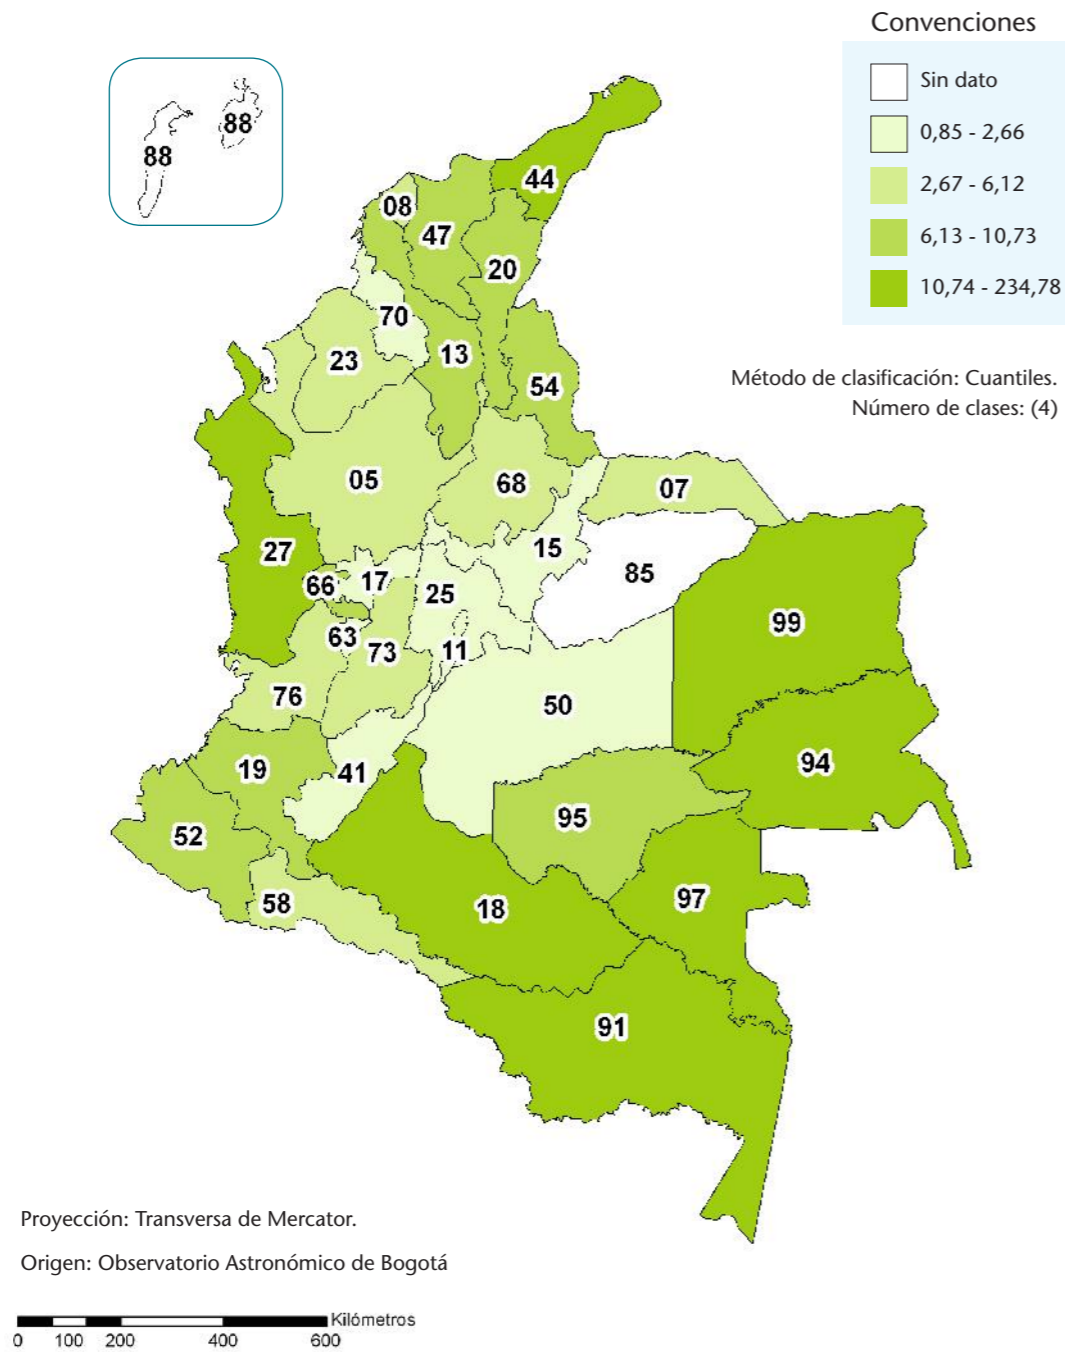 Convenciones
Sin dato
0,85 - 2,66
2,67 - 6,12
6,13 - 10,73
10,74 - 234,78
Método de clasificación: Cuantiles.
Número de clases: (4)
88
88
44
08
47
20
70
23
13
54
05
68
07
15
27
85
66
17
25
99
63
73
11
76
50
19
41
94
52
95
58
18
97
91
Proyección: Transversa de Mercator.
Origen: Observatorio Astronómico de Bogotá
Kilómetros
0 100 200 400 600